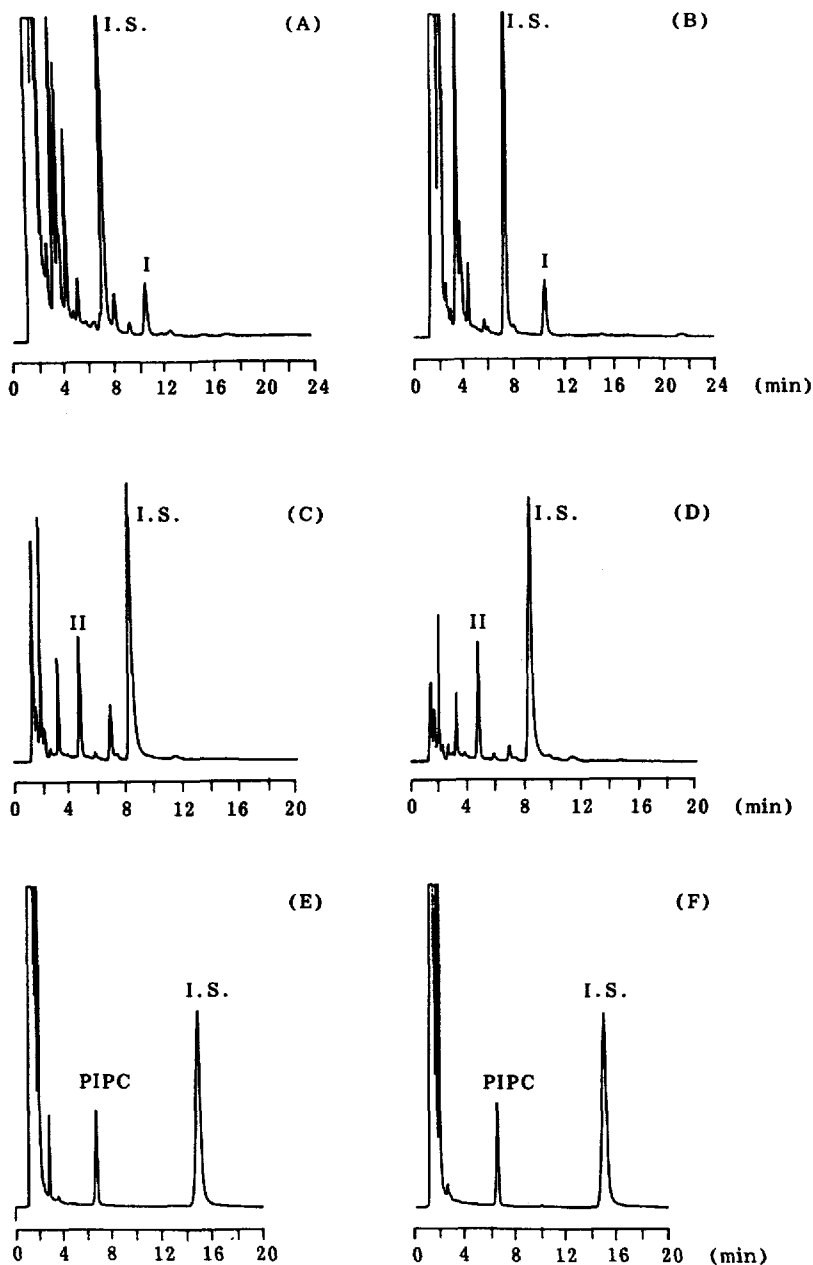 I.S. (A)
I
0 4 8 12 16 20 24
I.S. (B)
I
0 4 8 12 16 20 24 (min)
I.S. (C)
II
0 4 8 12 16 20
I.S. (D)
II
0 4 8 12 16 20 (min)
(E)
I.S.
PIPC
0 4 8 12 16 20
(F)
I.S.
PIPC
0 4 8 12 16 20 (min)